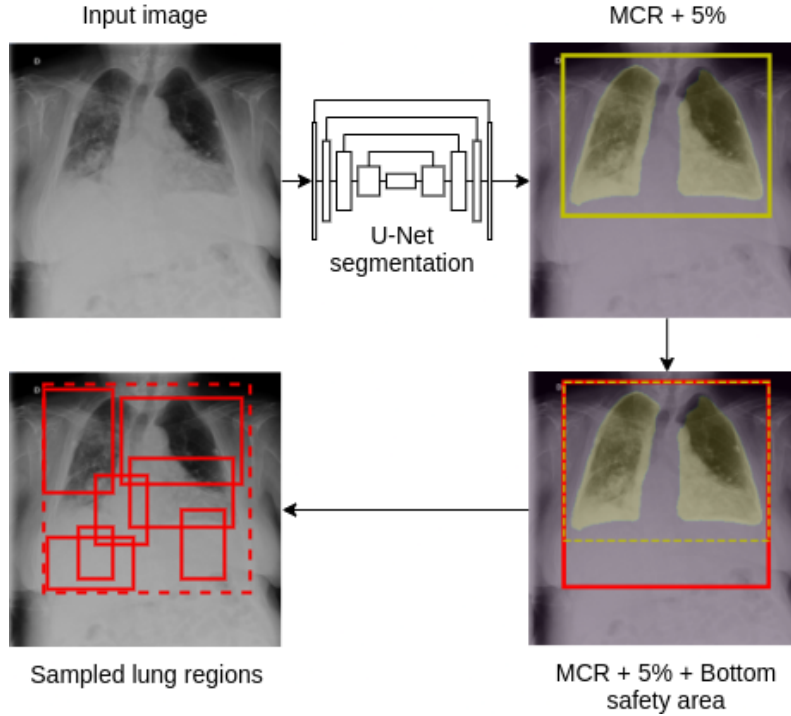 Input image
MCR + 5%
U-Net
segmentation
Sampled lung regions
MCR + 5% + Bottom
safety area